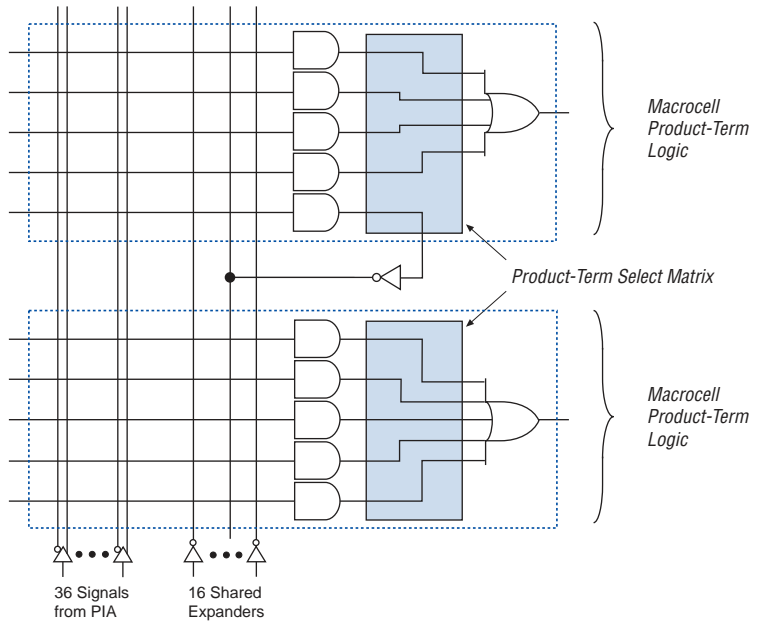 Macrocell
Product-Term
Logic
Product-Term Select Matrix
Macrocell
Product-Term
Logic
36 Signals
from PIA
16 Shared
Expanders